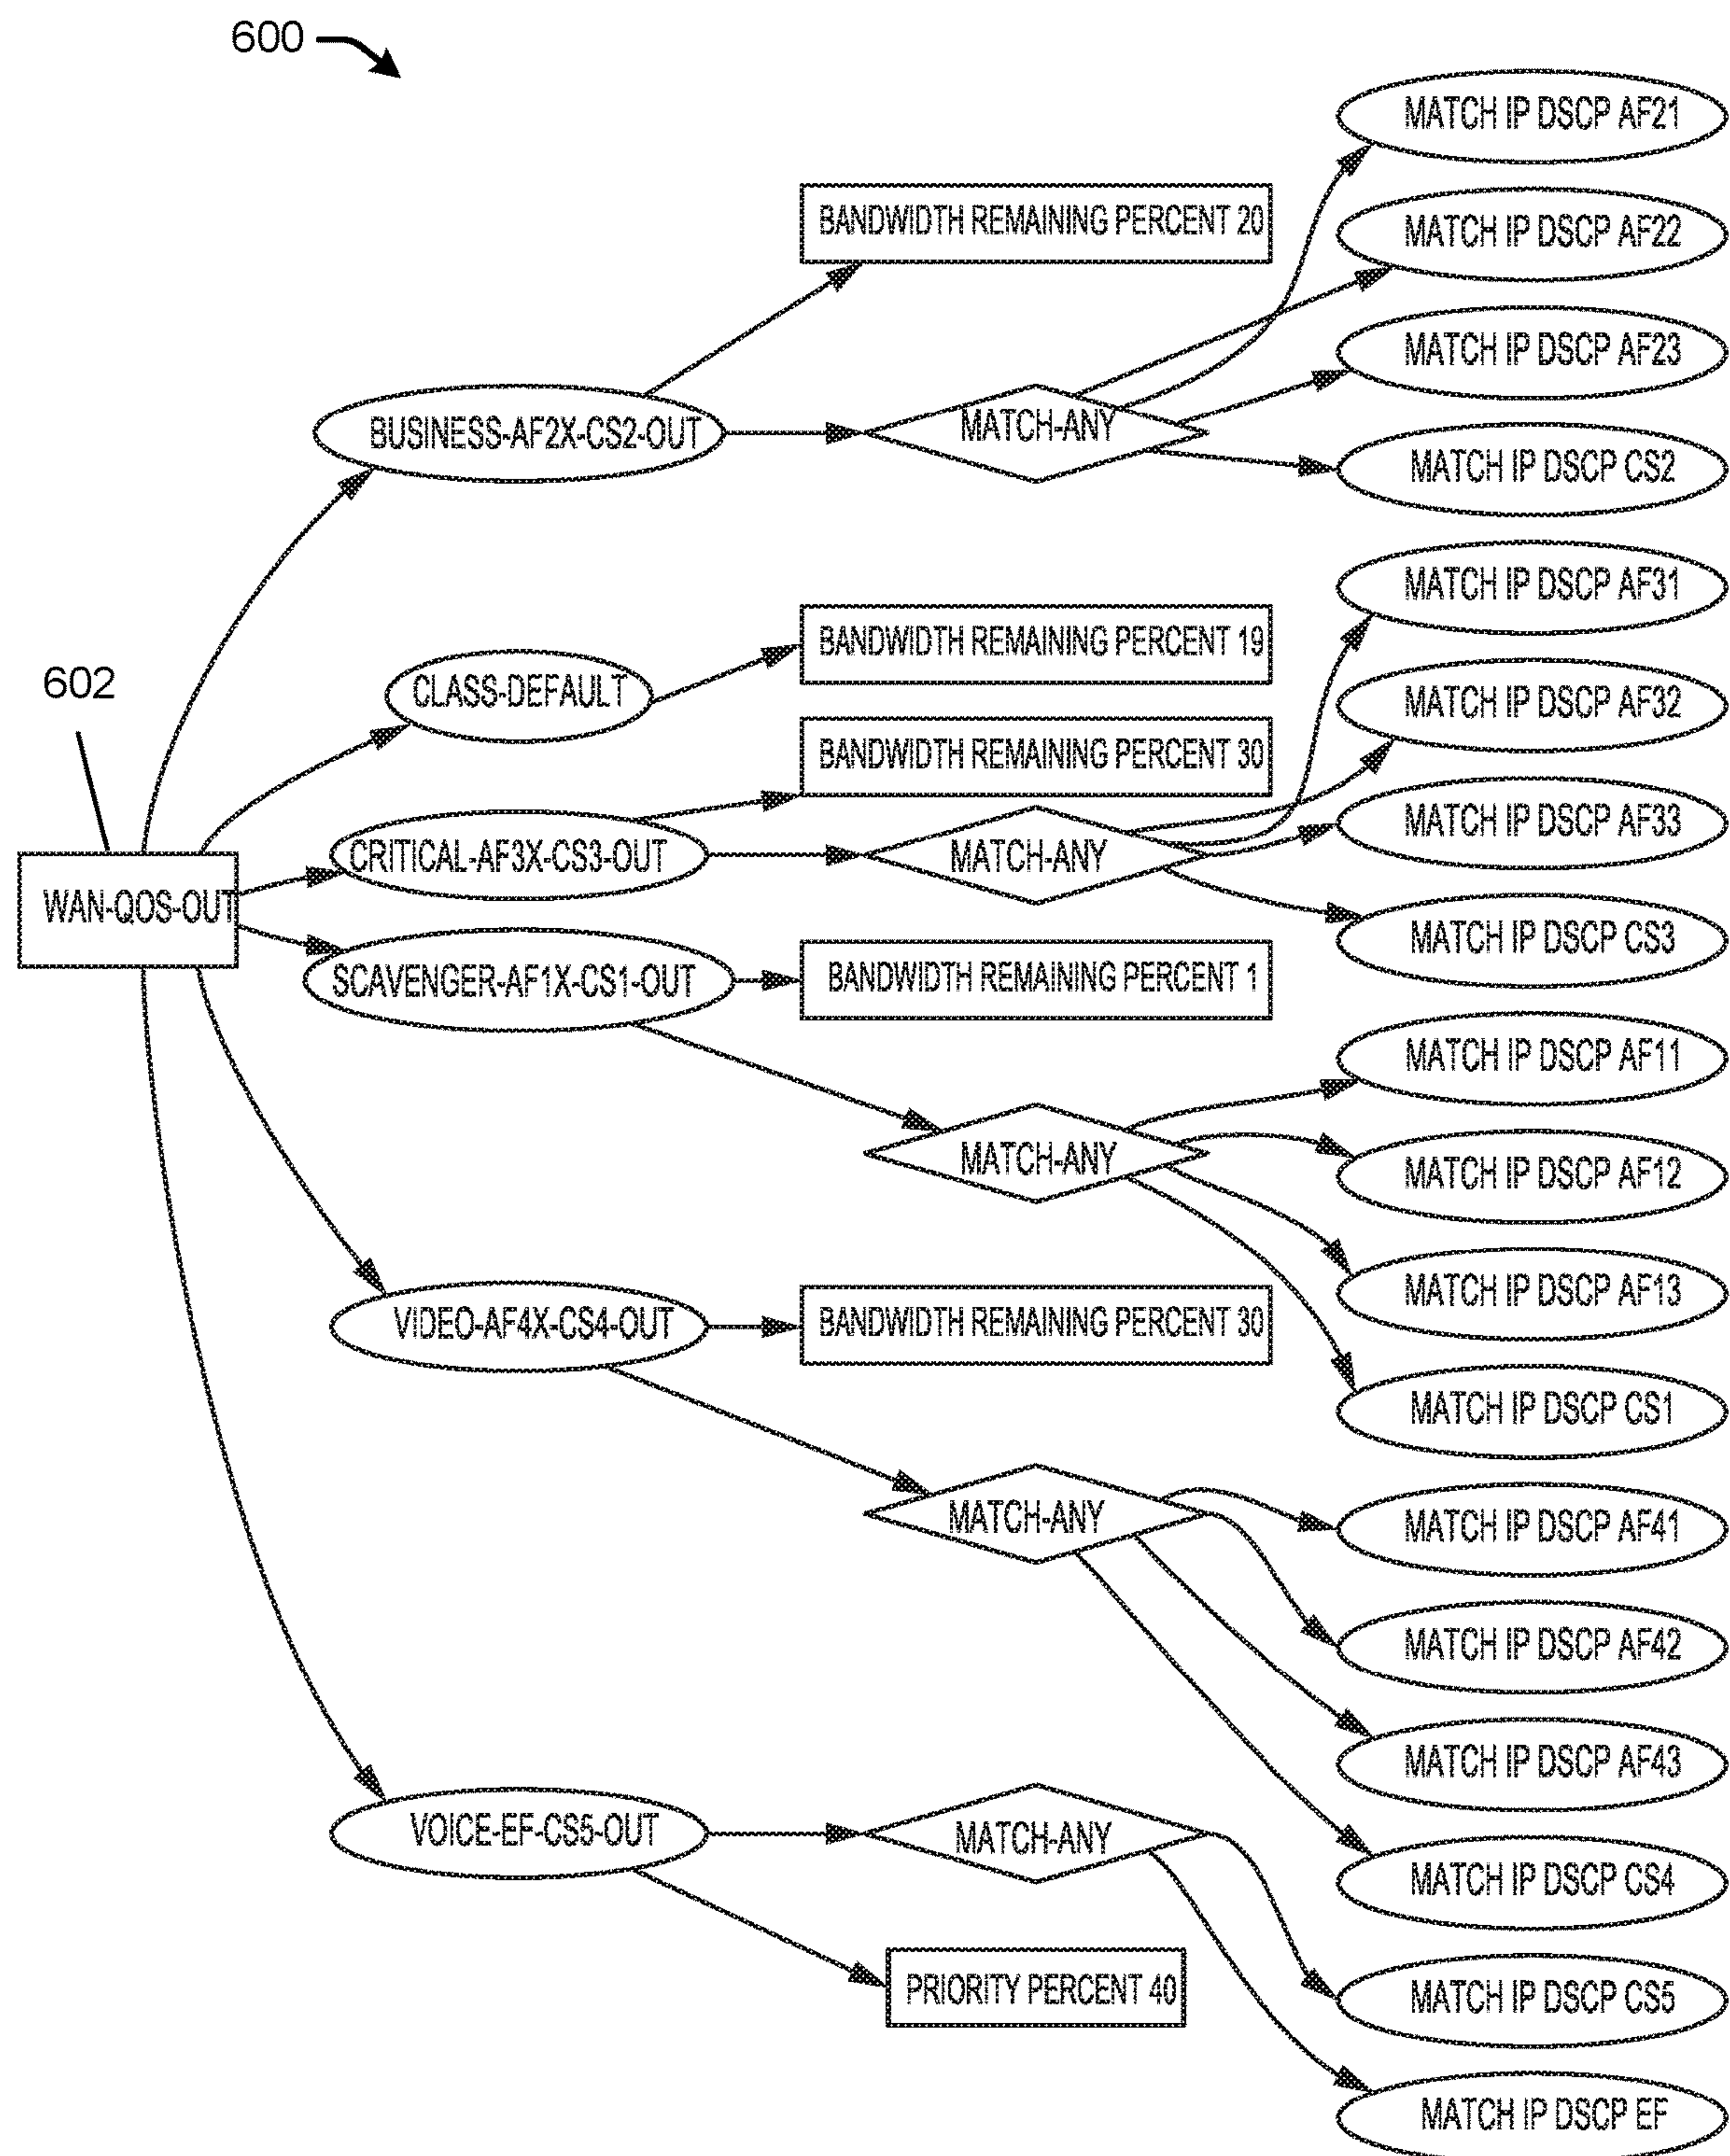 600
MATCH IP DSCP AF21
BANDWIDTH REMAINING PERCENT 20
MATCH IP DSCP AF22
MATCH IP DSCP AF23
BUSINESS-AF2X-CS2-OUT
MATCH-ANY
MATCH IP DSCP CS2
MATCH IP DSCP AF31
BANDWIDTH REMAINING PERCENT 19
602
CLASS-DEFAULT
MATCH IP DSCP AF32
BANDWIDTH REMAINING PERCENT 30
MATCH IP DSCP AF33
CRITICAL-AF3X-CS3-OUT
MATCH-ANY
WAN-QOS-OUT
MATCH IP DSCP CS3
SCAVENGER-AF1X-CS1-OUT
BANDWIDTH REMAINING PERCENT 1
MATCH IP DSCP AF11
MATCH-ANY
MATCH IP DSCP AF12
MATCH IP DSCP AF13
VIDEO-AF4X-CS4-OUT
BANDWIDTH REMAINING PERCENT 30
MATCH IP DSCP CS1
MATCH-ANY
MATCH IP DSCP AF41
MATCH IP DSCP AF42
MATCH IP DSCP AF43
VOICE-EF-CS5-OUT
MATCH-ANY
MATCH IP DSCP CS4
PRIORITY PERCENT 40
MATCH IP DSCP CS5
MATCH IP DSCP EF